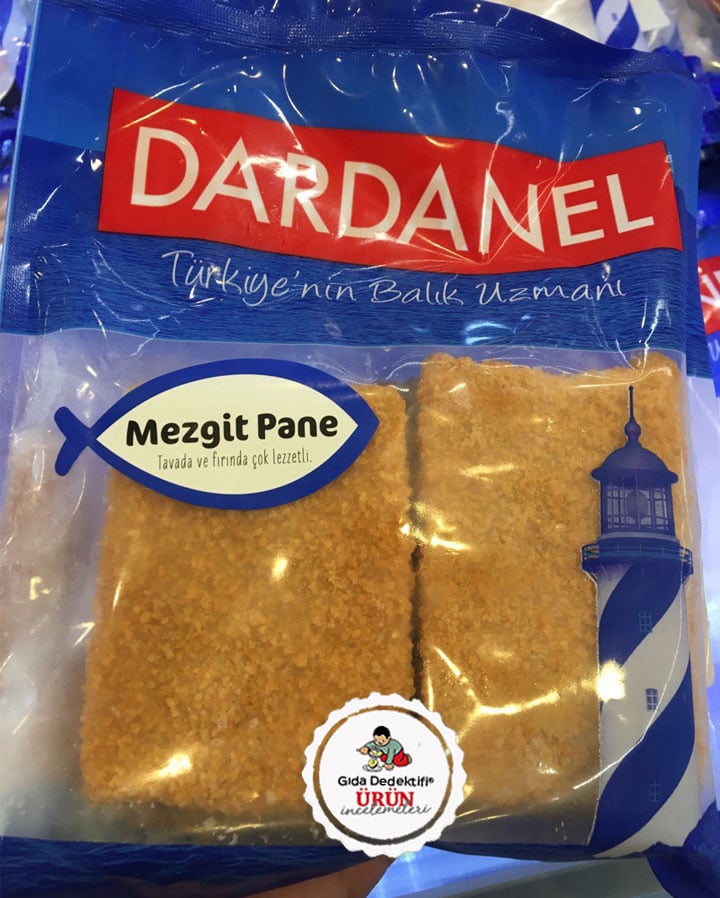 DARDANEL
Türkiye'nin Balık Uzmanı
Mezgit Pane
Tavada ve fırında çok lezzetli.
Gıda Dedektifi®
ÜRÜN
incelemeleri